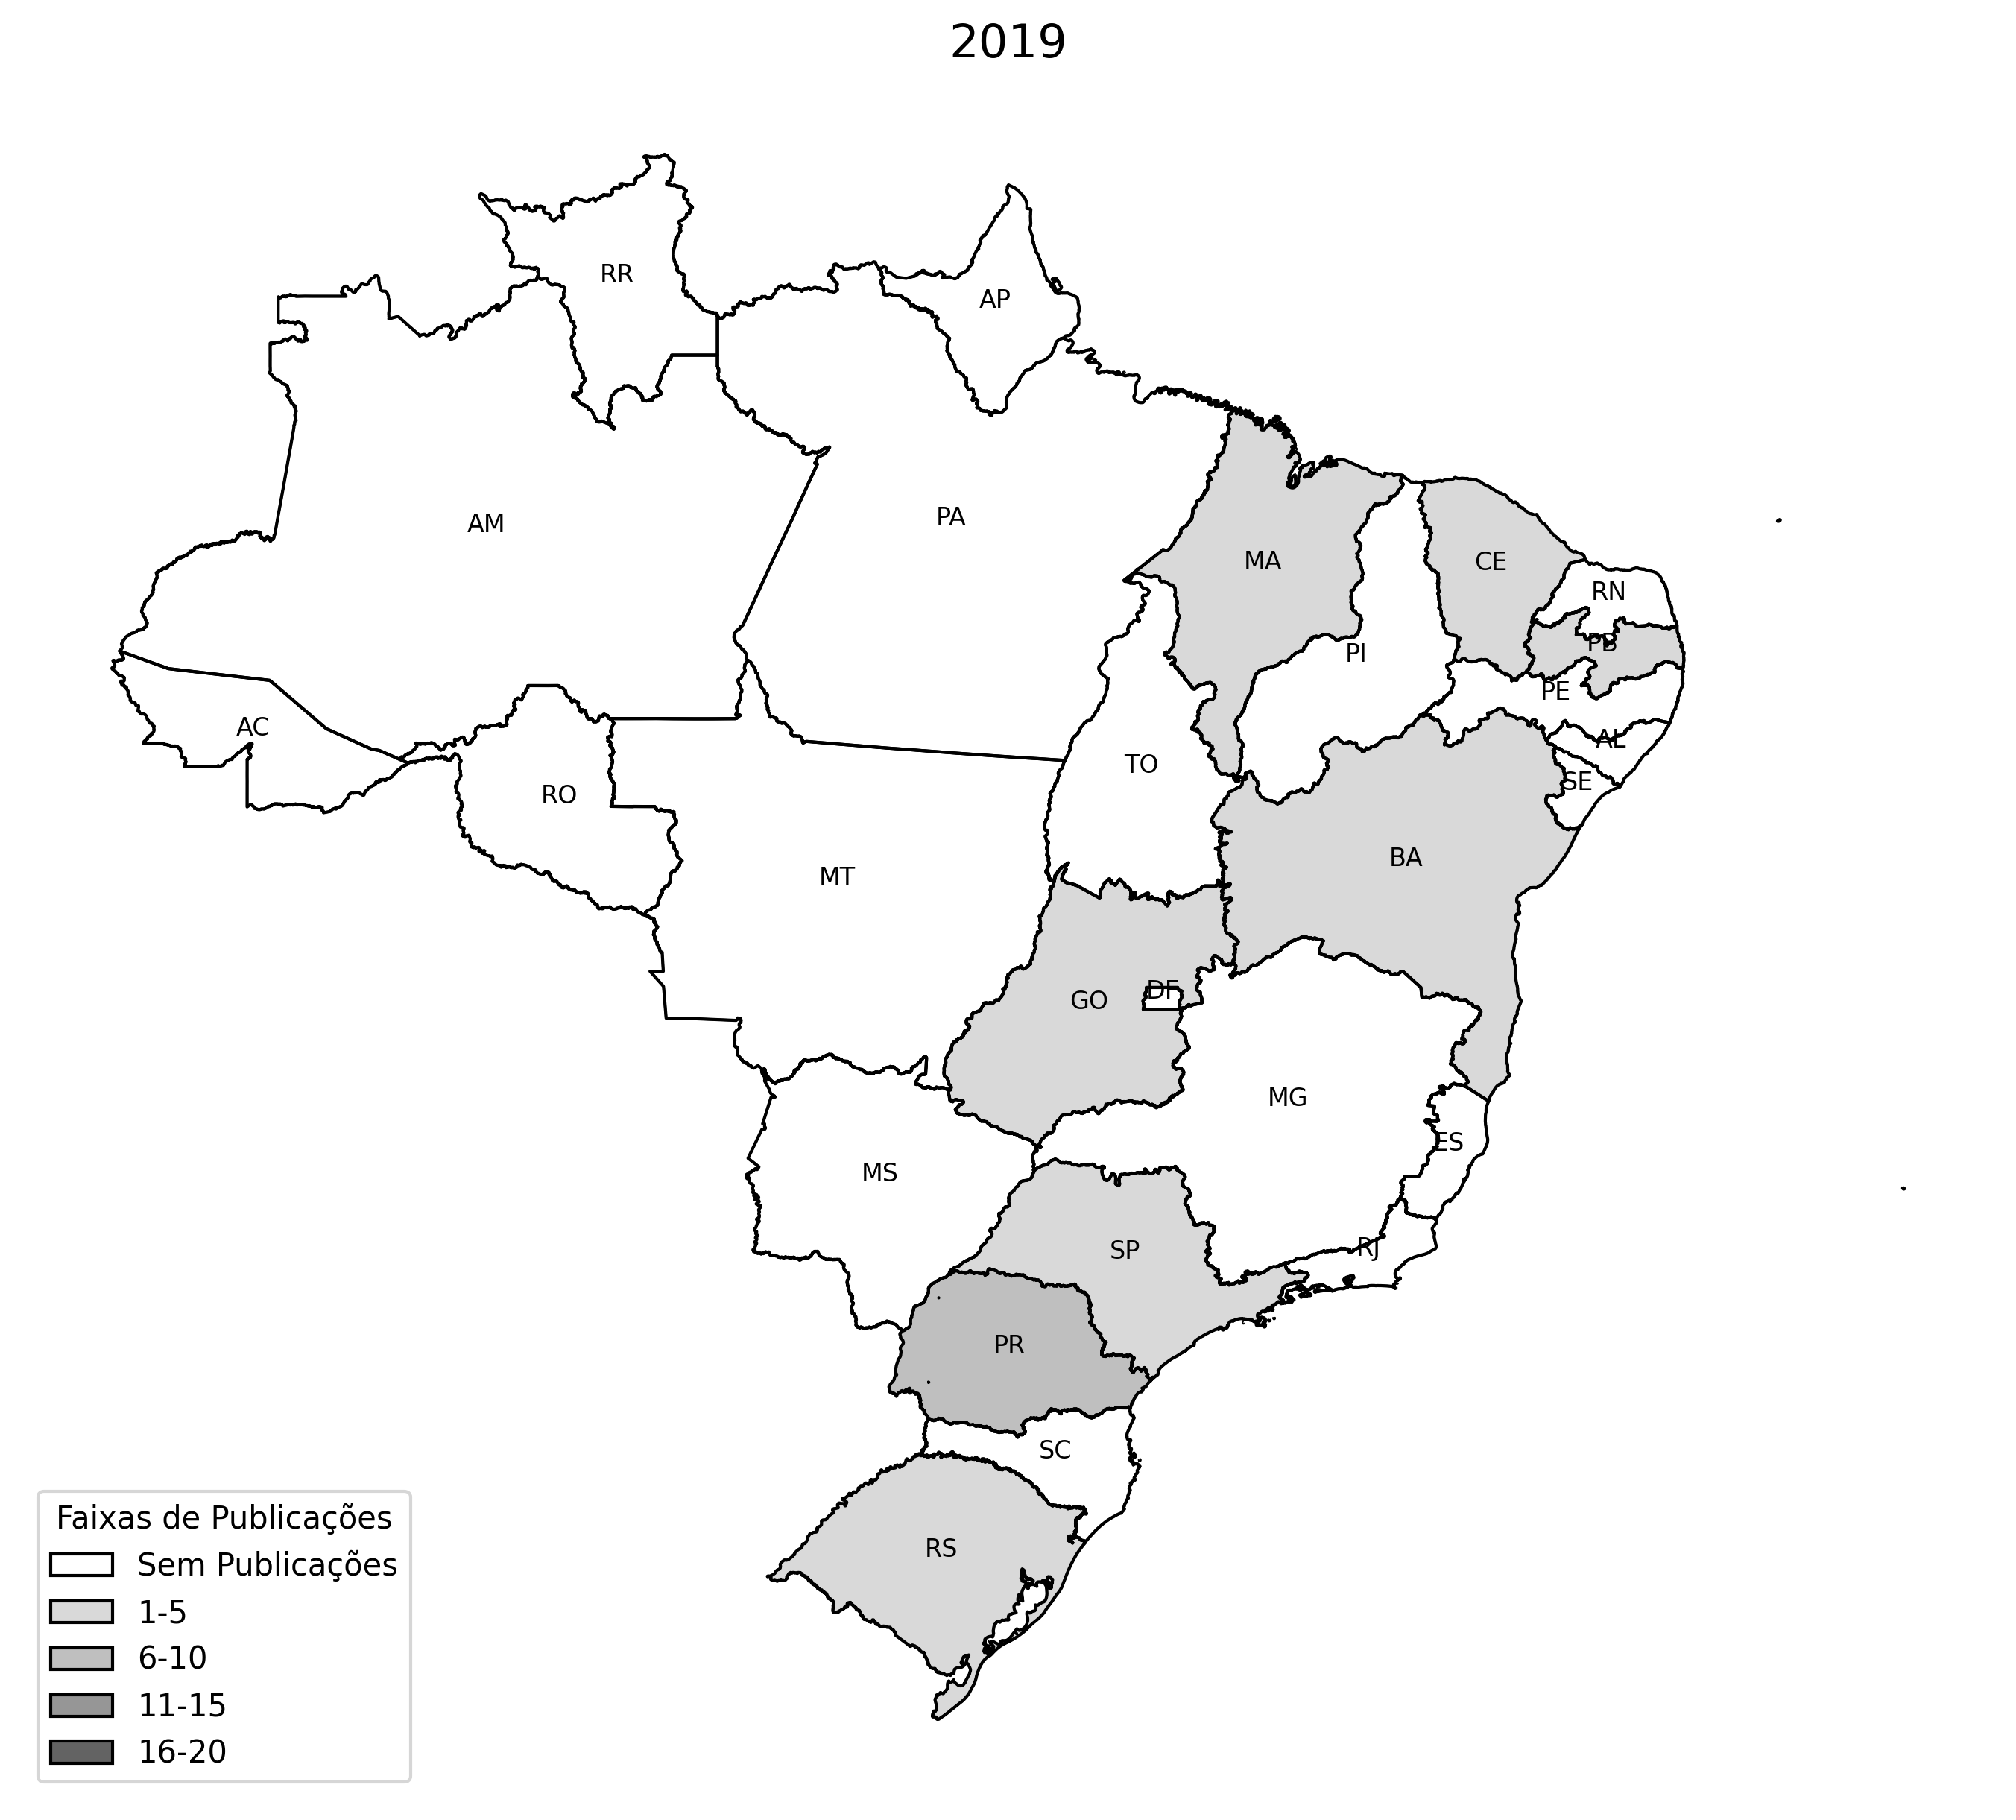 2019
RR
AP
AM
PA
MA
CE
RN
PB
PI
PE
AC
AL
TO
SE
RO
BA
MT
DF
GO
MG
ES
MS
RJ
SP
PR
SC
RS
Faixas de Publicações
Sem Publicações
1-5
6-10
11-15
16-20